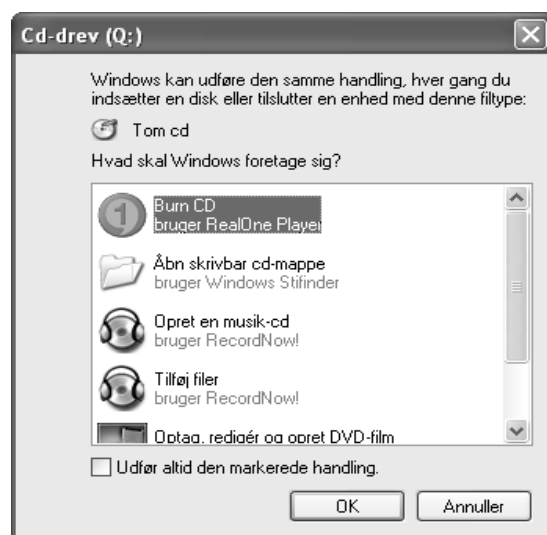 Cd-drev (Q:)
Windows kan udføre den samme handling, hver gang du
indsætter en disk eller tilslutter en enhed med denne filtype:
Tom cd
Hvad skal Windows foretage sig?
Burn CD
bruger RealOne Player
Åbn skrivbar cd-mappe
bruger Windows Stifinder
Opret en musik-cd
bruger RecordNow!
Tilføj filer
bruger RecordNow!
Optag, redigér og opret DVD-film
Udfør altid den markerede handling.
OK
Annuller